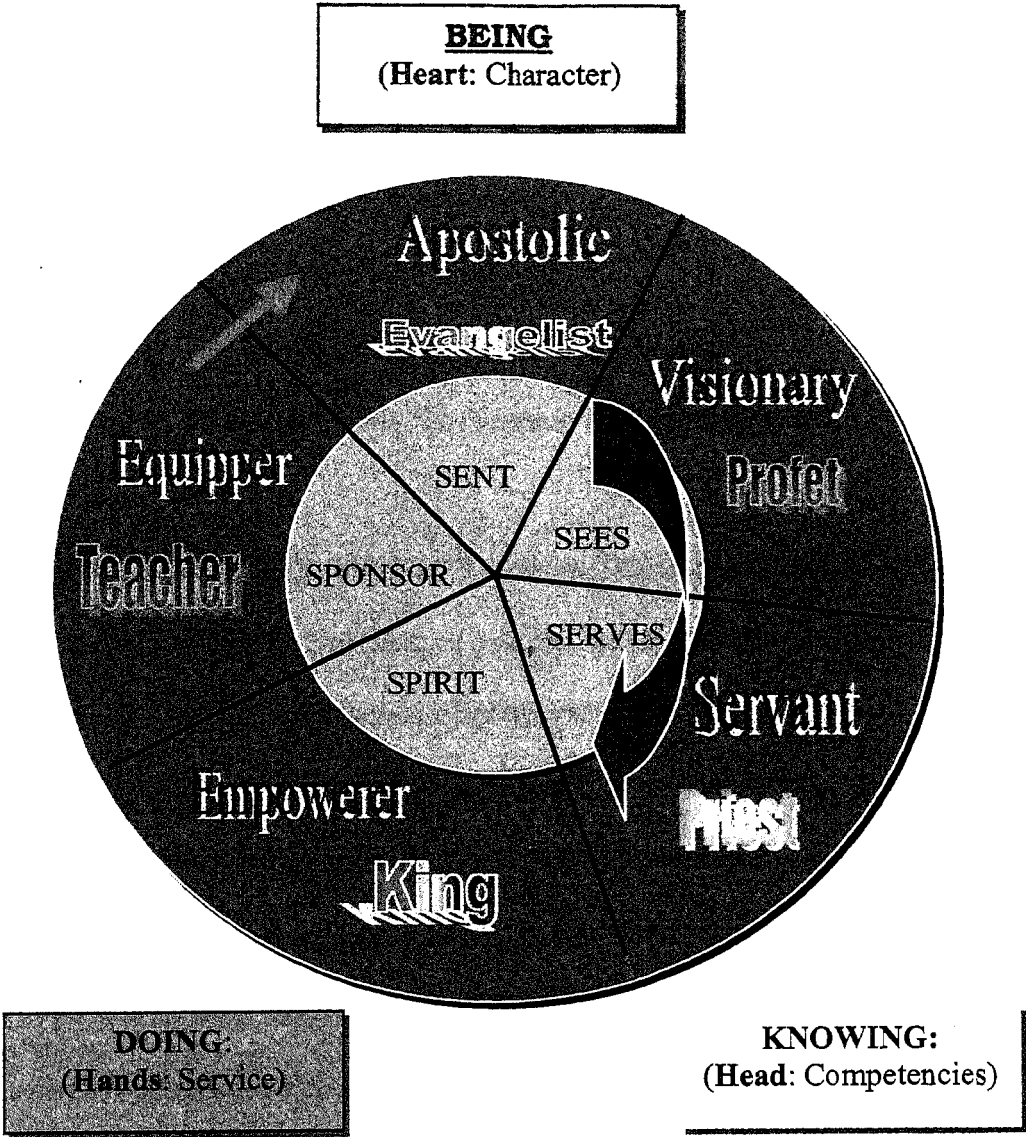 BEING
(Heart: Character)
Apostolic
Evangelist
Visionary
Profet
Equipper
Teacher
SENT
SEES
SPONSOR
SERVES
SPIRIT
Servant
Priest
Empowerer
King
DOING:
(Hands: Service)
KNOWING:
(Head: Competencies)